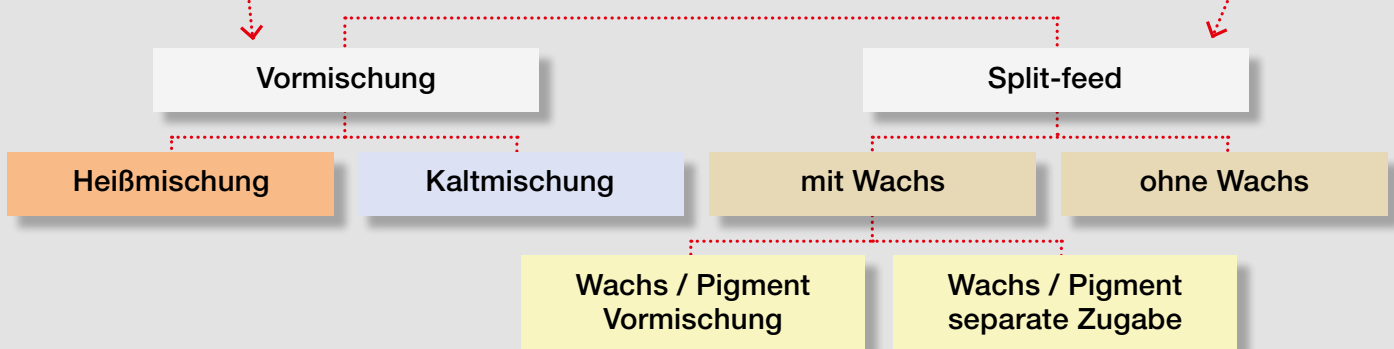 Vormischung
Split-feed
Heißmischung
Kaltmischung
mit Wachs
ohne Wachs
Wachs / Pigment
Vormischung
Wachs / Pigment
separate Zugabe